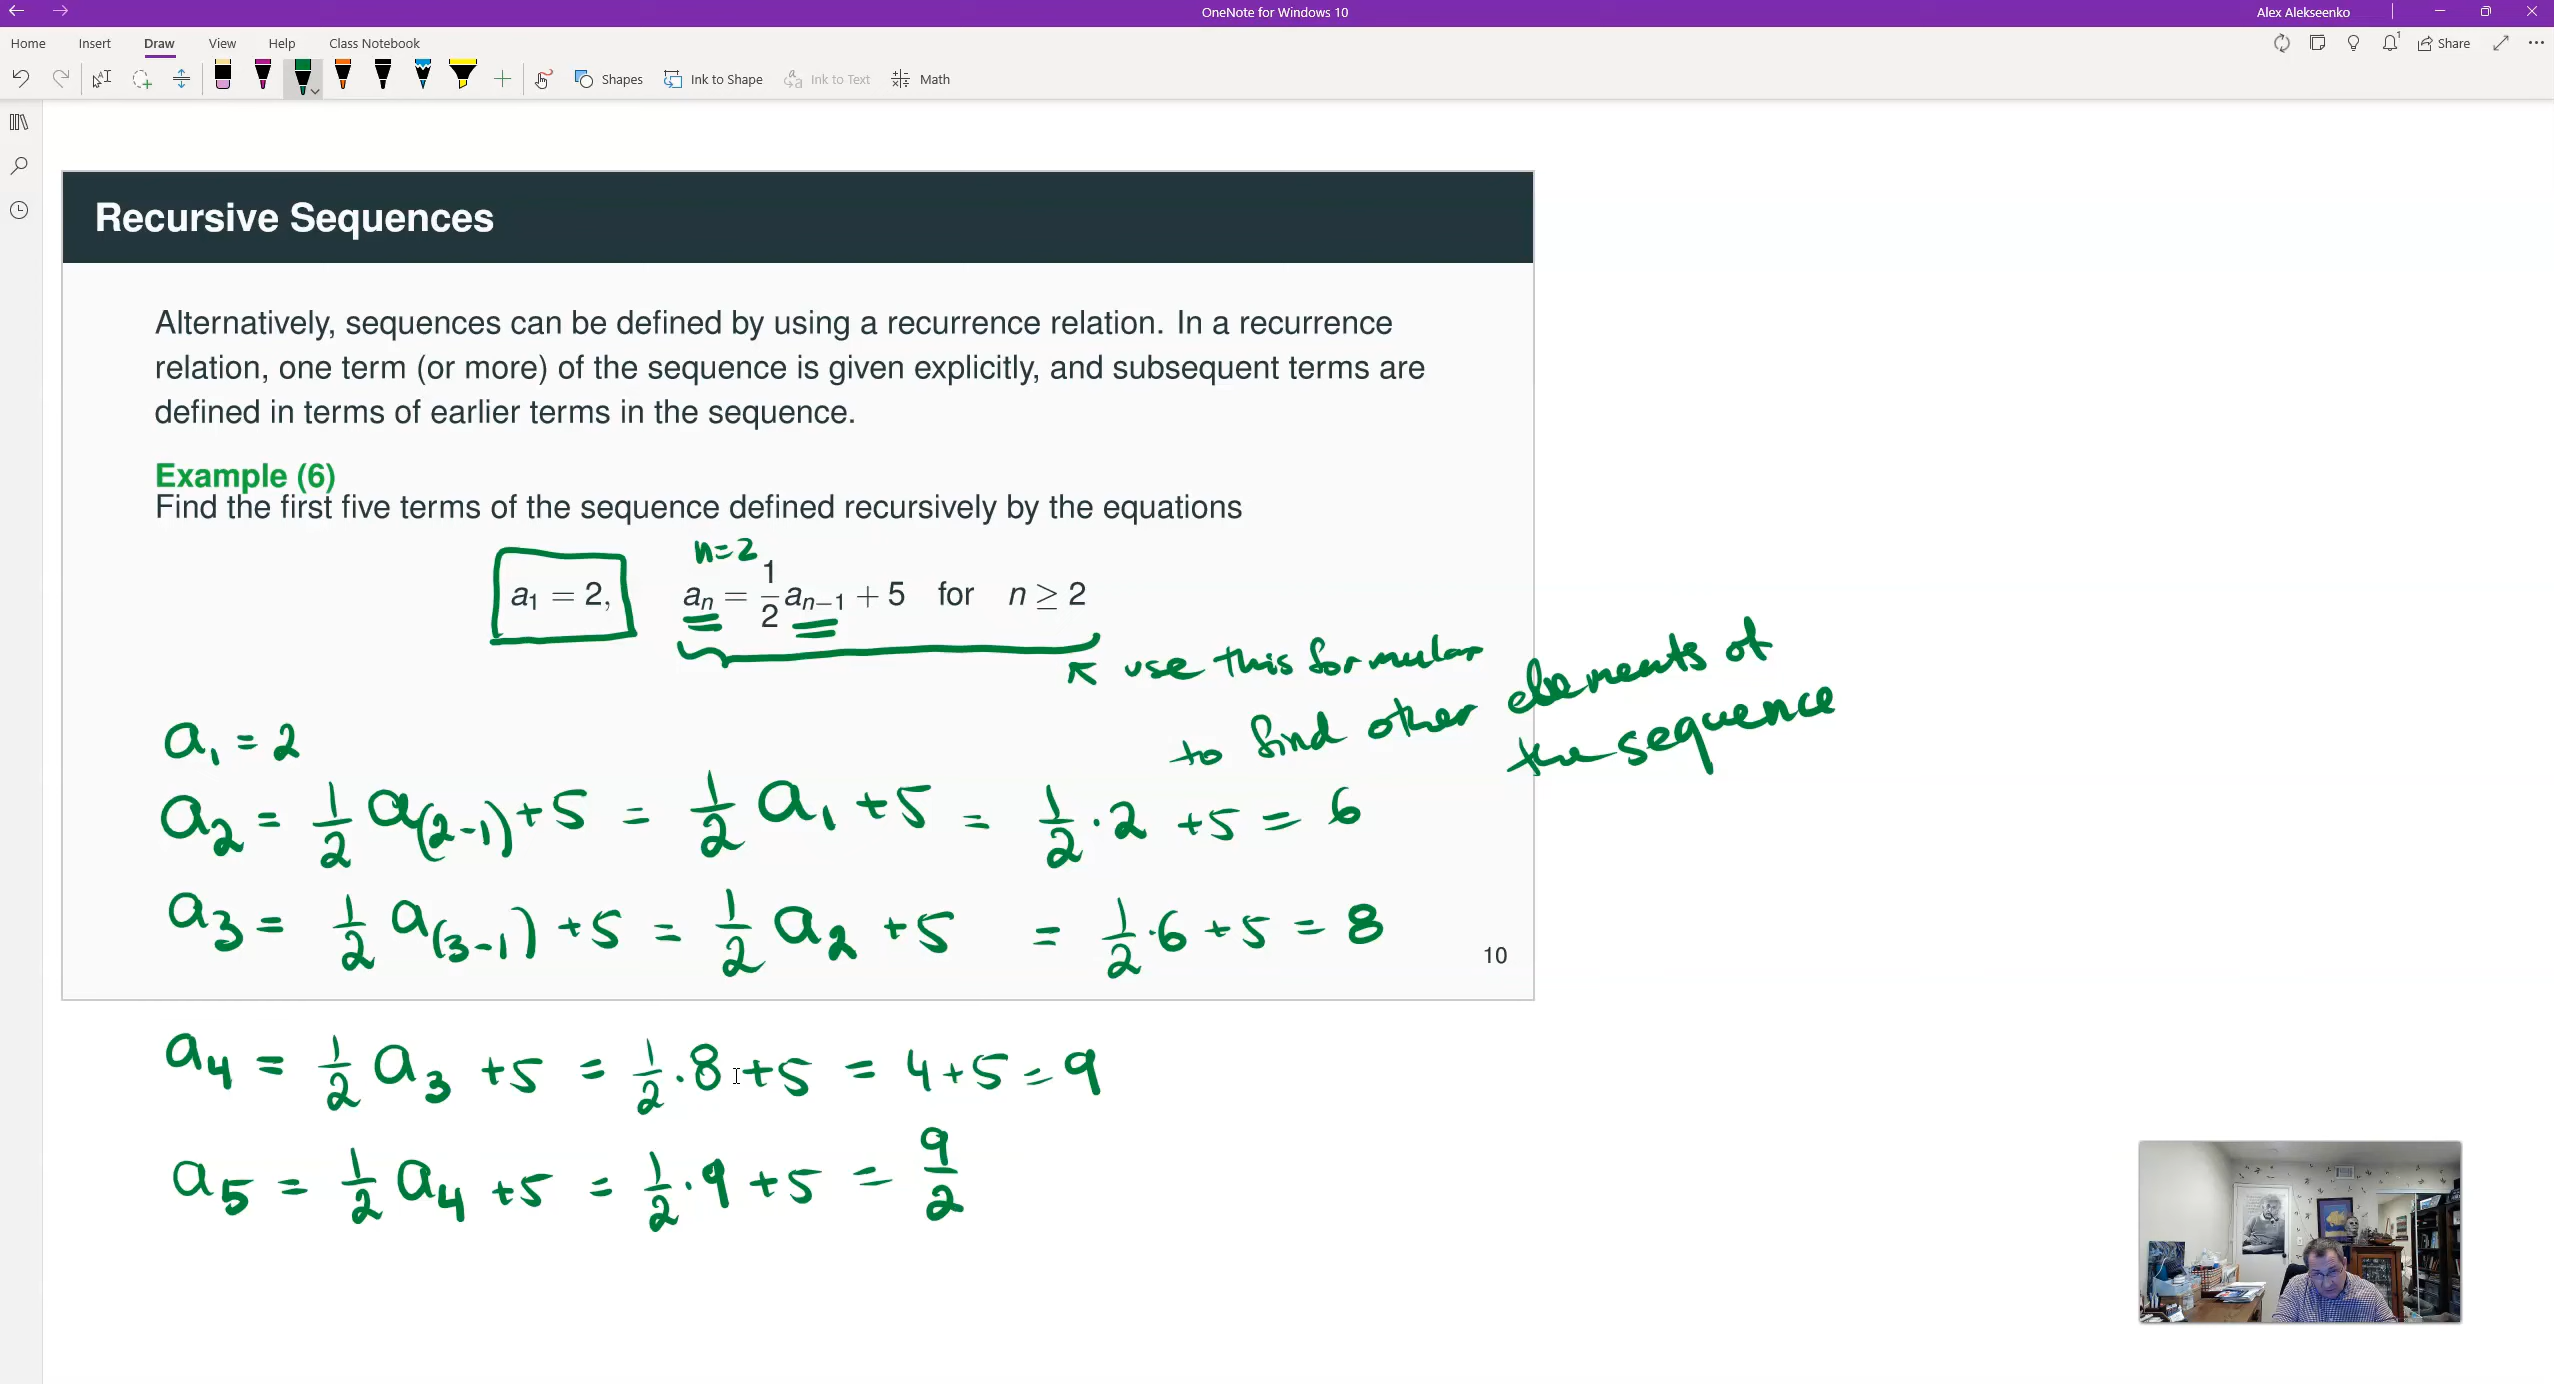 OneNote for Windows 10
Alex Alekseenko
Home Insert Draw View Help Class Notebook
Share
Shapes Ink to Shape Ink to Text Math
Recursive Sequences
Alternatively, sequences can be defined by using a recurrence relation. In a recurrence
relation, one term (or more) of the sequence is given explicitly, and subsequent terms are
defined in terms of earlier terms in the sequence.
Example (6)
Find the first five terms of the sequence defined recursively by the equations
n=2
a₁ = 2, aₙ = 1/2 aₙ₋₁ + 5 for n ≥ 2
use this formular
to find other elements of
the sequence
a₁ = 2
a₂ = 1/2 a₍₂₋₁₎ + 5 = 1/2 a₁ + 5 = 1/2 · 2 + 5 = 6
a₃ = 1/2 a₍₃₋₁₎ + 5 = 1/2 a₂ + 5 = 1/2 · 6 + 5 = 8
10
a₄ = 1/2 a₃ + 5 = 1/2 · 8 + 5 = 4 + 5 = 9
a₅ = 1/2 a₄ + 5 = 1/2 · 9 + 5 = 9/2